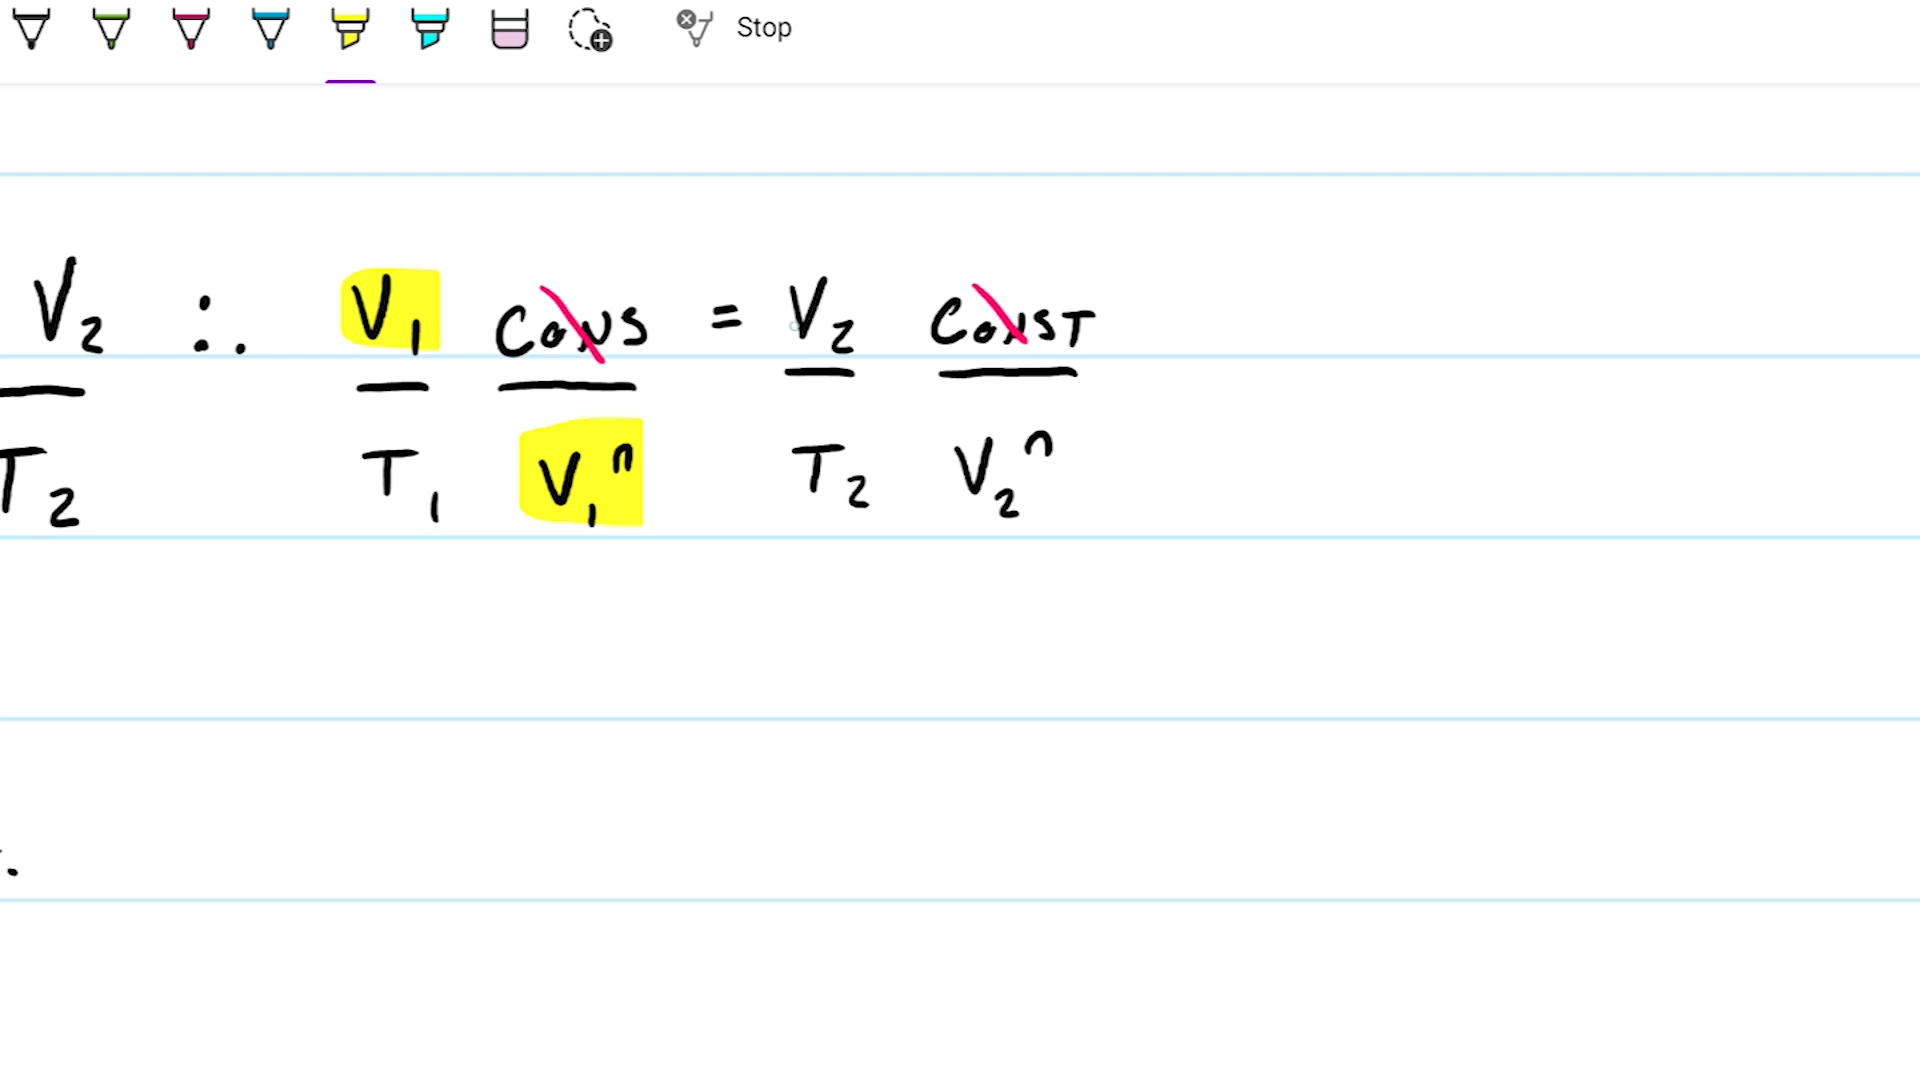 Stop
V₂ ∴ V₁ CONS = V₂ CONST
T₂ T₁ V₁ⁿ T₂ V₂ⁿ
.